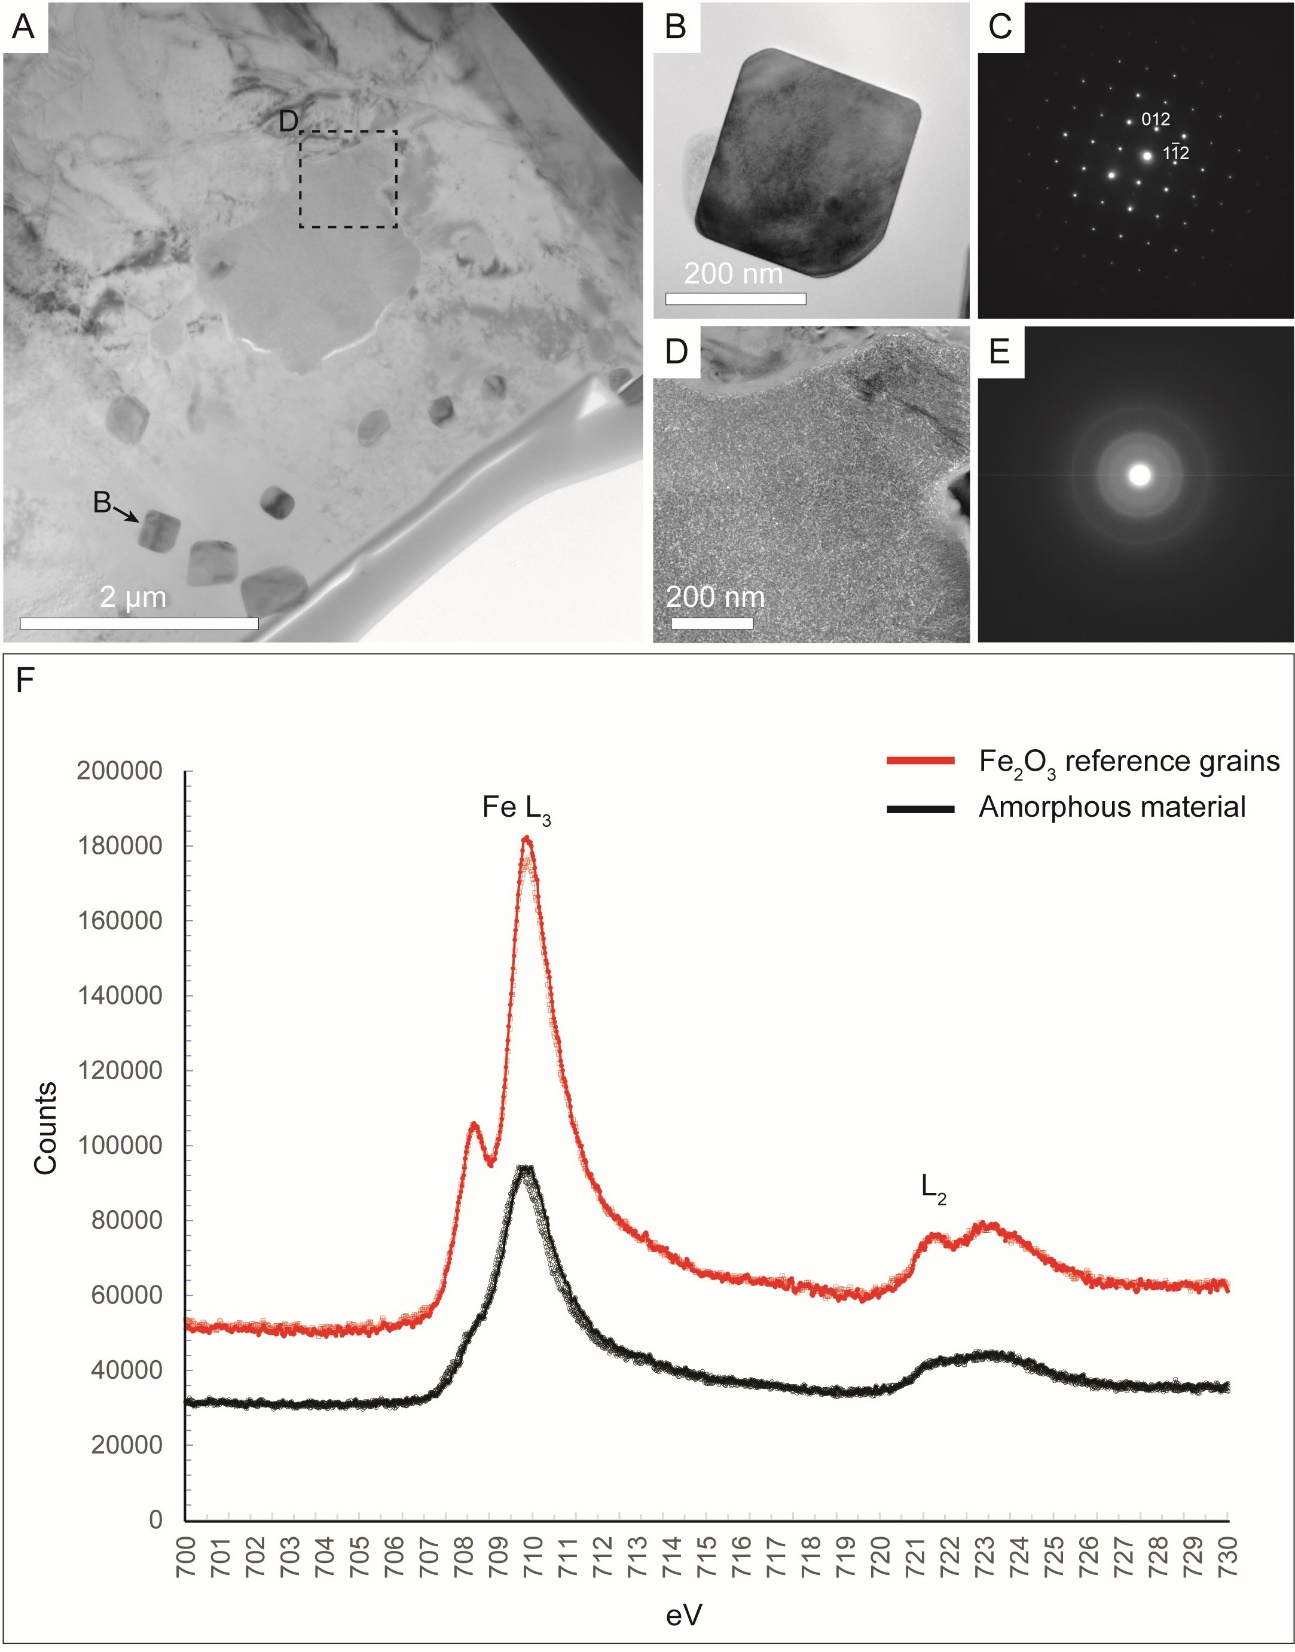 A
D
B
2 µm
B
200 nm
C
012
11̅2
D
200 nm
E
F
Fe₂O₃ reference grains
Amorphous material
Fe L₃
L₂
Counts
200000
180000
160000
140000
120000
100000
80000
60000
40000
20000
0
700 701 702 703 704 705 706 707 708 709 710 711 712 713 714 715 716 717 718 719 720 721 722 723 724 725 726 727 728 729 730
eV